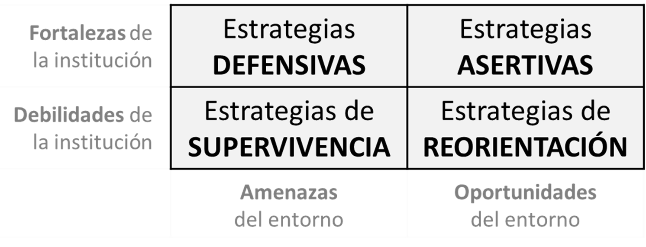 Fortalezas de
la institución
Estrategias
DEFENSIVAS
Estrategias
ASERTIVAS
Debilidades de
la institución
Estrategias de
SUPERVIVENCIA
Estrategias de
REORIENTACIÓN
Amenazas
del entorno
Oportunidades
del entorno